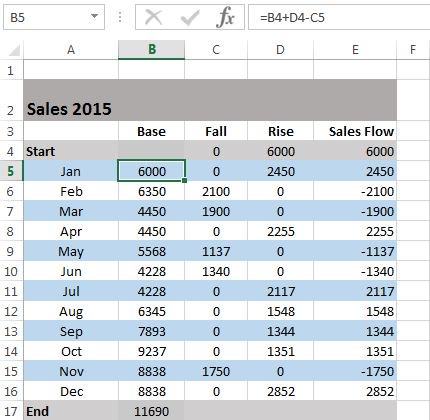 B5 fx =B4+D4-C5
A B C D E F
1
2 Sales 2015
3 Base Fall Rise Sales Flow
4 Start 0 6000 6000
5 Jan 6000 0 2450 2450
6 Feb 6350 2100 0 -2100
7 Mar 4450 1900 0 -1900
8 Apr 4450 0 2255 2255
9 May 5568 1137 0 -1137
10 Jun 4228 1340 0 -1340
11 Jul 4228 0 2117 2117
12 Aug 6345 0 1548 1548
13 Sep 7893 0 1344 1344
14 Oct 9237 0 1351 1351
15 Nov 8838 1750 0 -1750
16 Dec 8838 0 2852 2852
17 End 11690